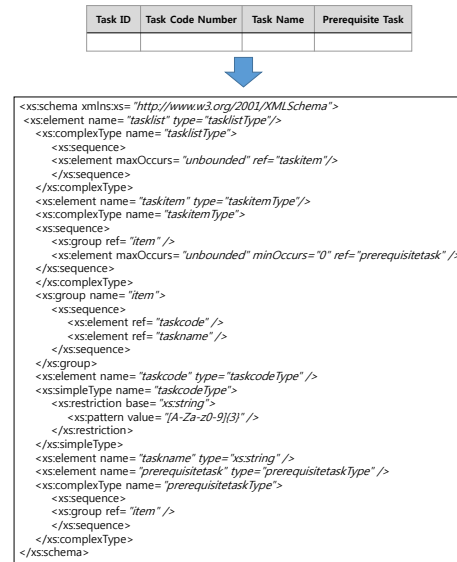 Task ID Task Code Number Task Name Prerequisite Task
<xs:schema xmlns:xs="http://www.w3.org/2001/XMLSchema">
<xs:element name="tasklist" type="tasklistType"/>
<xs:complexType name="tasklistType">
<xs:sequence>
<xs:element maxOccurs="unbounded" ref="taskitem"/>
</xs:sequence>
</xs:complexType>
<xs:element name="taskitem" type="taskitemType"/>
<xs:complexType name="taskitemType">
<xs:sequence>
<xs:group ref="item" />
<xs:element maxOccurs="unbounded" minOccurs="0" ref="prerequisitetask" />
</xs:sequence>
</xs:complexType>
<xs:group name="item">
<xs:sequence>
<xs:element ref="taskcode" />
<xs:element ref="taskname" />
</xs:sequence>
</xs:group>
<xs:element name="taskcode" type="taskcodeType" />
<xs:simpleType name="taskcodeType">
<xs:restriction base="xs:string">
<xs:pattern value="[A-Za-z0-9]{3}" />
</xs:restriction>
</xs:simpleType>
<xs:element name="taskname" type="xs:string" />
<xs:element name="prerequisitetask" type="prerequisitetaskType" />
<xs:complexType name="prerequisitetaskType">
<xs:sequence>
<xs:group ref="item" />
</xs:sequence>
</xs:complexType>
</xs:schema>